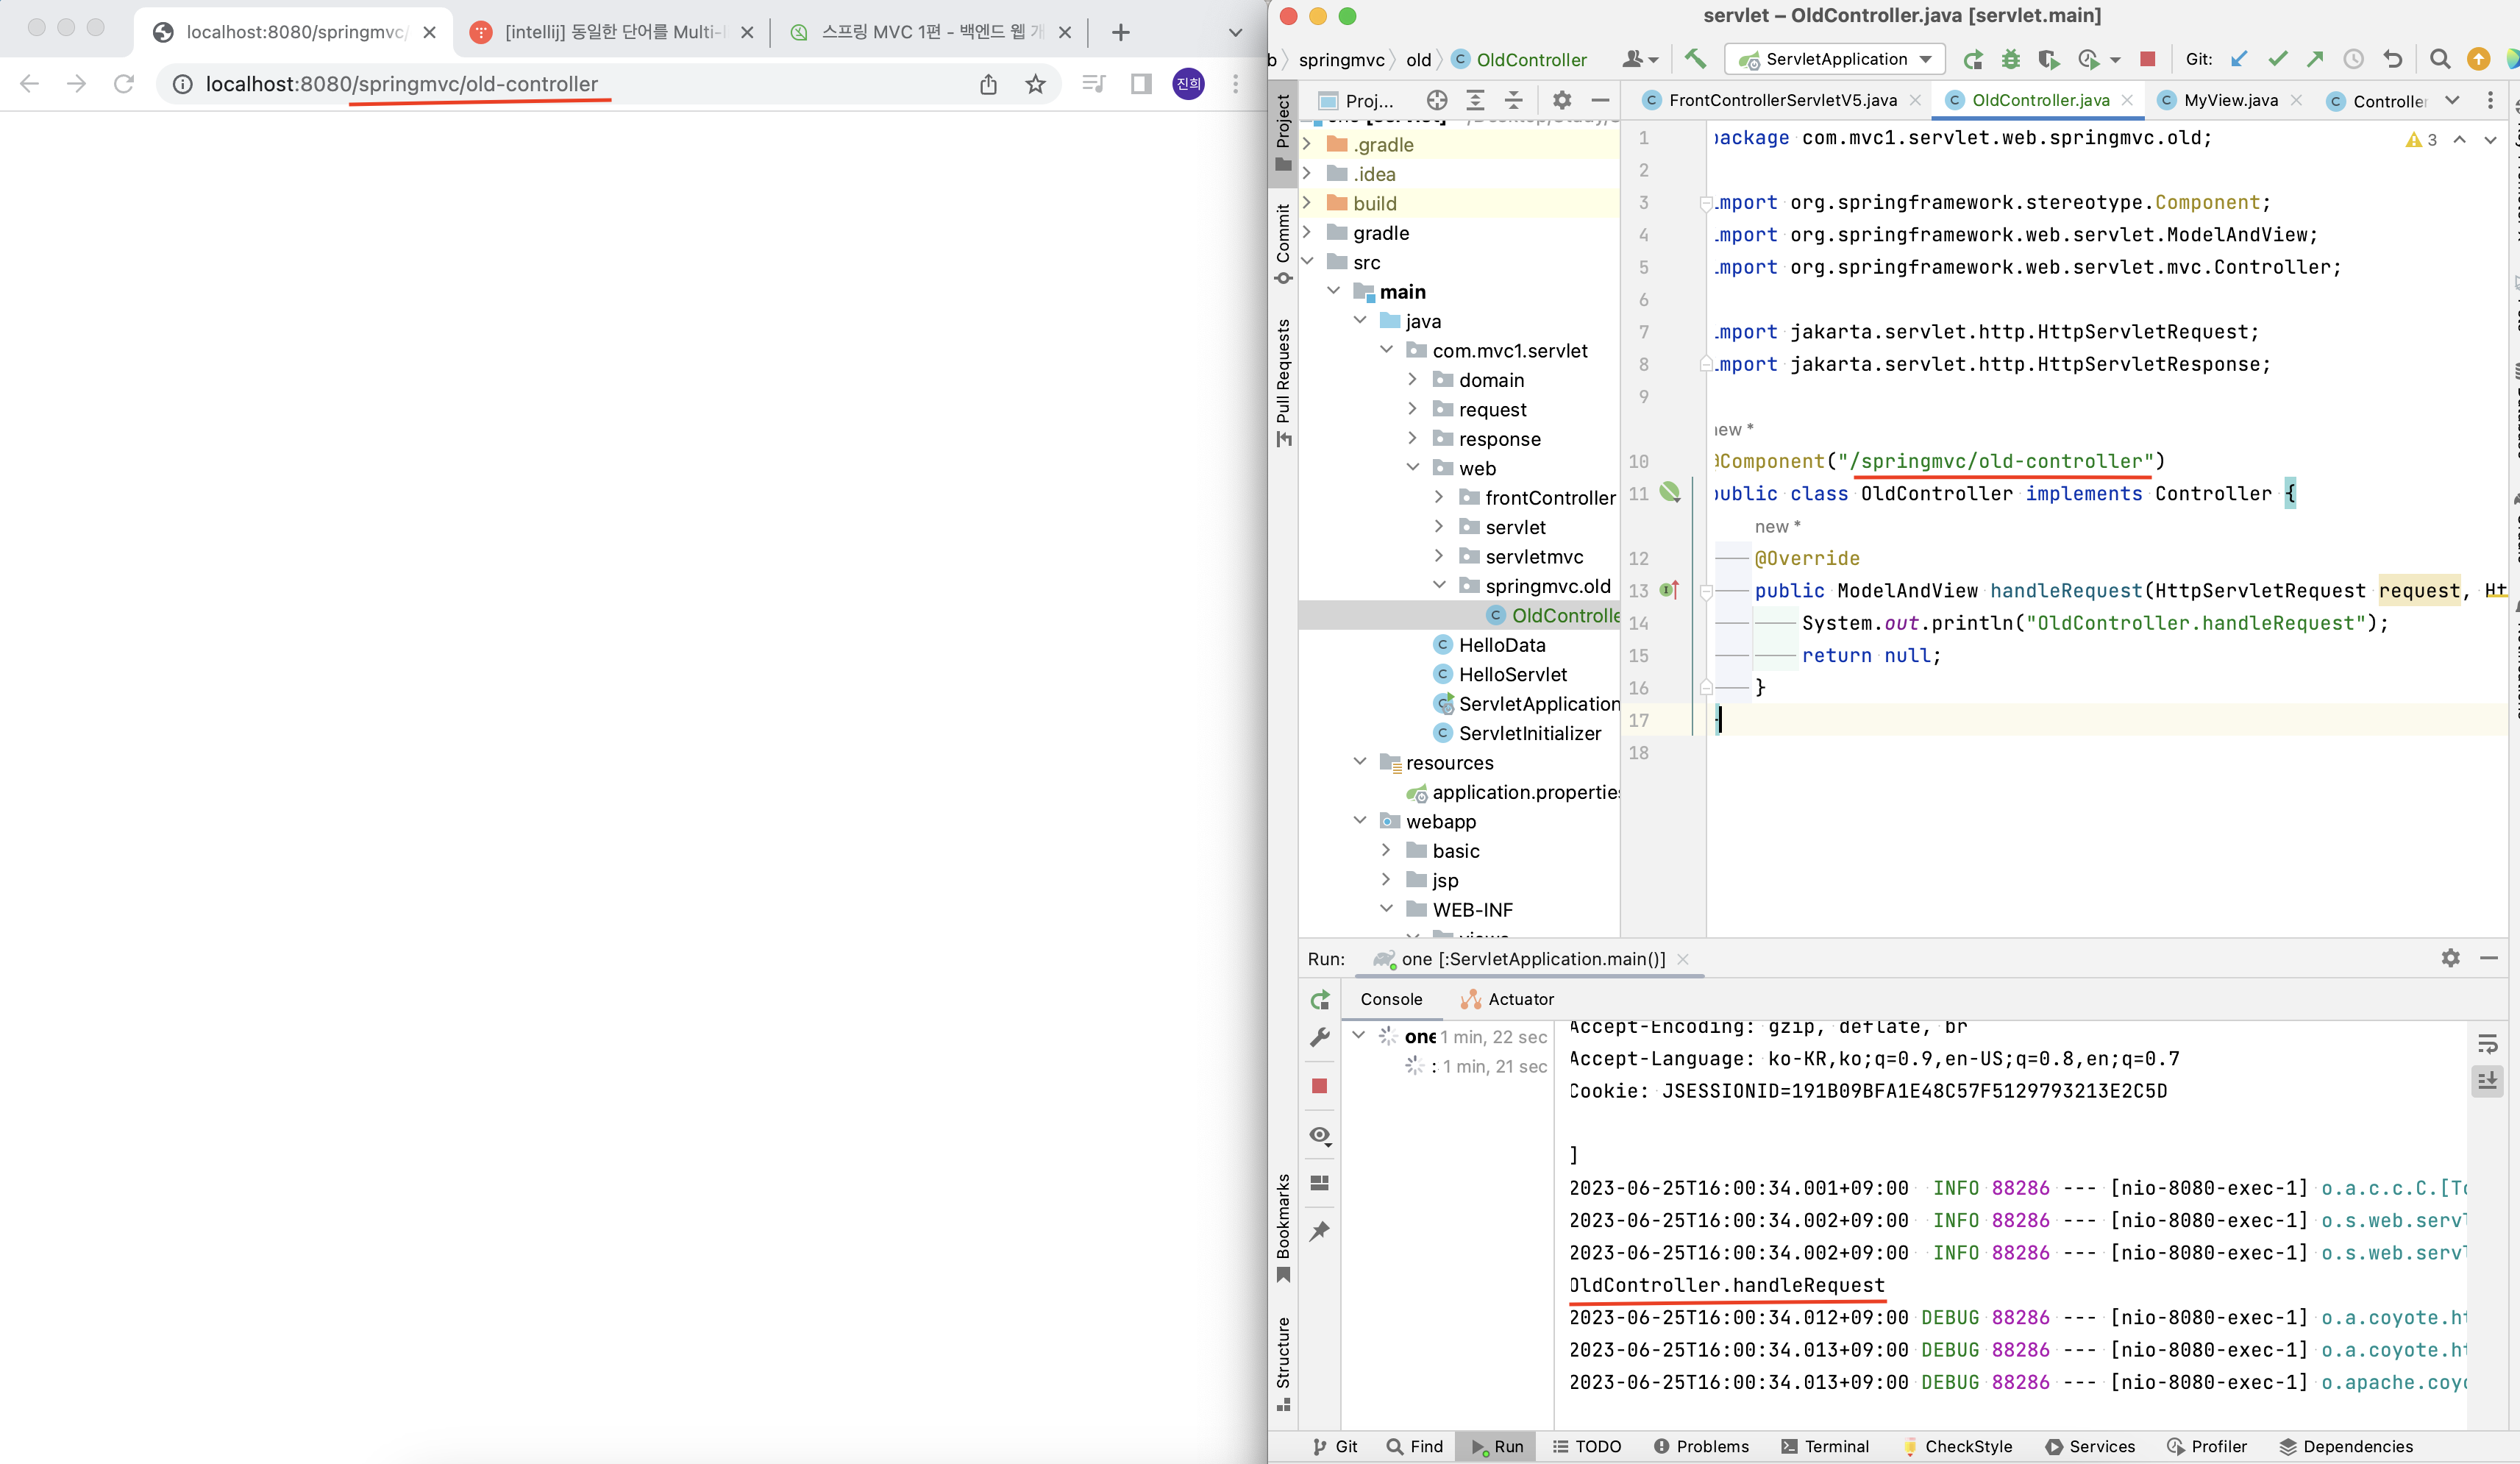 localhost:8080/springmvc/
[intellij] 동일한 단어를 Multi-
스프링 MVC 1편 - 백엔드 웹 개
localhost:8080/springmvc/old-controller
진희
servlet – OldController.java [servlet.main]
b springmvc old OldController
ServletApplication
Git:
Proj...
FrontControllerServletV5.java
OldController.java
MyView.java
Controller
Project
Commit
Pull Requests
Bookmarks
Structure
.gradle
.idea
build
gradle
src
main
java
com.mvc1.servlet
domain
request
response
web
frontController
servlet
servletmvc
springmvc.old
OldControlle
HelloData
HelloServlet
ServletApplication
ServletInitializer
resources
application.properties
webapp
basic
jsp
WEB-INF
views
3
1 package com.mvc1.servlet.web.springmvc.old;
2
3 import org.springframework.stereotype.Component;
4 import org.springframework.web.servlet.ModelAndView;
5 import org.springframework.web.servlet.mvc.Controller;
6
7 import jakarta.servlet.http.HttpServletRequest;
8 import jakarta.servlet.http.HttpServletResponse;
9
new *
10 @Component("/springmvc/old-controller")
11 public class OldController implements Controller {
new *
12 @Override
13 public ModelAndView handleRequest(HttpServletRequest request, Ht
14 System.out.println("OldController.handleRequest");
15 return null;
16 }
17 }
18
Run: one [:ServletApplication.main()]
Console
Actuator
one 1 min, 22 sec
: 1 min, 21 sec
Accept-Encoding: gzip, deflate, br
Accept-Language: ko-KR,ko;q=0.9,en-US;q=0.8,en;q=0.7
Cookie: JSESSIONID=191B09BFA1E48C57F5129793213E2C5D
]
2023-06-25T16:00:34.001+09:00 INFO 88286 --- [nio-8080-exec-1] o.a.c.c.C.[To
2023-06-25T16:00:34.002+09:00 INFO 88286 --- [nio-8080-exec-1] o.s.web.servl
2023-06-25T16:00:34.002+09:00 INFO 88286 --- [nio-8080-exec-1] o.s.web.servl
OldController.handleRequest
2023-06-25T16:00:34.012+09:00 DEBUG 88286 --- [nio-8080-exec-1] o.a.coyote.ht
2023-06-25T16:00:34.013+09:00 DEBUG 88286 --- [nio-8080-exec-1] o.a.coyote.ht
2023-06-25T16:00:34.013+09:00 DEBUG 88286 --- [nio-8080-exec-1] o.apache.coyo
Git
Find
Run
TODO
Problems
Terminal
CheckStyle
Services
Profiler
Dependencies